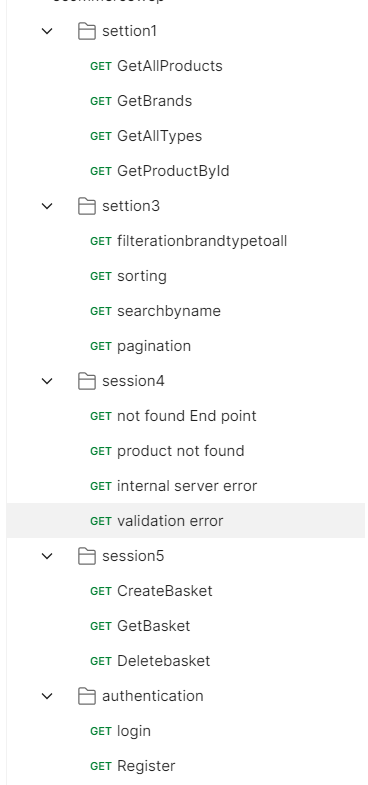 settion1
GET GetAllProducts
GET GetBrands
GET GetAllTypes
GET GetProductById
settion3
GET filterationbrandtypetoall
GET sorting
GET searchbyname
GET pagination
session4
GET not found End point
GET product not found
GET internal server error
GET validation error
session5
GET CreateBasket
GET GetBasket
GET Deletebasket
authentication
GET login
GET Register